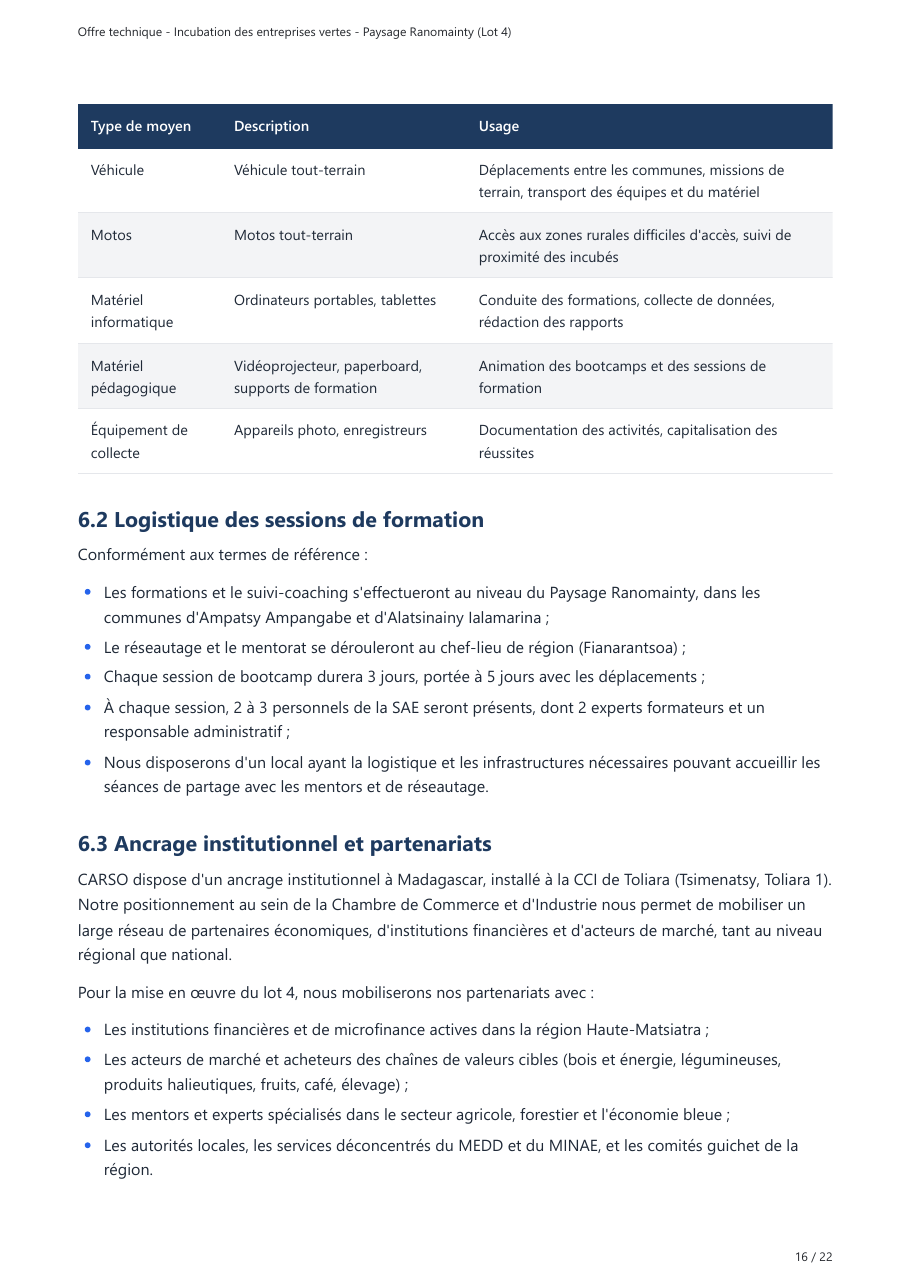 Offre technique - Incubation des entreprises vertes - Paysage Ranomainty (Lot 4)
Type de moyen Description Usage
Véhicule Véhicule tout-terrain Déplacements entre les communes, missions de
terrain, transport des équipes et du matériel
Motos Motos tout-terrain Accès aux zones rurales difficiles d'accès, suivi de
proximité des incubés
Matériel Ordinateurs portables, tablettes Conduite des formations, collecte de données,
informatique rédaction des rapports
Matériel Vidéoprojecteur, paperboard, Animation des bootcamps et des sessions de
pédagogique supports de formation formation
Équipement de Appareils photo, enregistreurs Documentation des activités, capitalisation des
collecte réussites
6.2 Logistique des sessions de formation
Conformément aux termes de référence :
• Les formations et le suivi-coaching s'effectueront au niveau du Paysage Ranomainty, dans les
communes d'Ampatsy Ampangabe et d'Alatsinainy Ialamarina ;
• Le réseautage et le mentorat se dérouleront au chef-lieu de région (Fianarantsoa) ;
• Chaque session de bootcamp durera 3 jours, portée à 5 jours avec les déplacements ;
• À chaque session, 2 à 3 personnels de la SAE seront présents, dont 2 experts formateurs et un
responsable administratif ;
• Nous disposerons d'un local ayant la logistique et les infrastructures nécessaires pouvant accueillir les
séances de partage avec les mentors et de réseautage.
6.3 Ancrage institutionnel et partenariats
CARSO dispose d'un ancrage institutionnel à Madagascar, installé à la CCI de Toliara (Tsimenatsy, Toliara 1).
Notre positionnement au sein de la Chambre de Commerce et d'Industrie nous permet de mobiliser un
large réseau de partenaires économiques, d'institutions financières et d'acteurs de marché, tant au niveau
régional que national.
Pour la mise en œuvre du lot 4, nous mobiliserons nos partenariats avec :
• Les institutions financières et de microfinance actives dans la région Haute-Matsiatra ;
• Les acteurs de marché et acheteurs des chaînes de valeurs cibles (bois et énergie, légumineuses,
produits halieutiques, fruits, café, élevage) ;
• Les mentors et experts spécialisés dans le secteur agricole, forestier et l'économie bleue ;
• Les autorités locales, les services déconcentrés du MEDD et du MINAE, et les comités guichet de la
région.
16 / 22